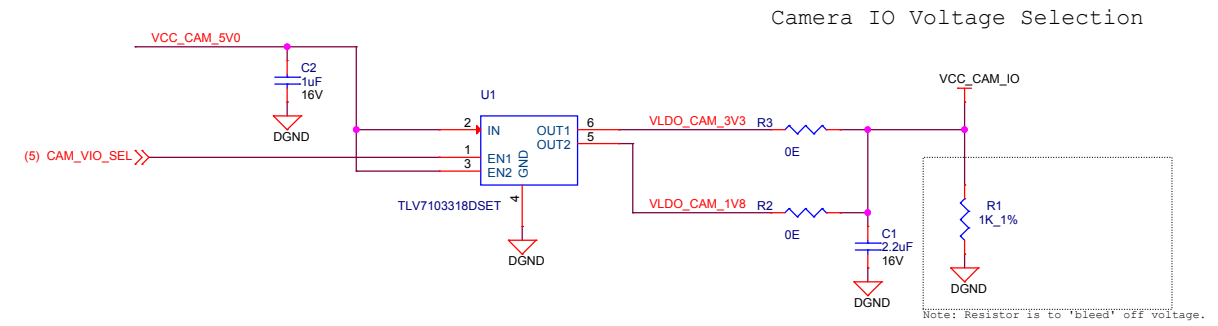 Camera IO Voltage Selection
VCC_CAM_5V0
C2
1uF
16V
DGND
U1
VCC_CAM_IO
2 IN OUT1 6
VLDO_CAM_3V3 R3
0E
OUT2 5
(5) CAM_VIO_SEL
1 EN1
3 EN2
GND
4
TLV7103318DSET
DGND
VLDO_CAM_1V8 R2
0E
C1
2.2uF
16V
DGND
R1
1K_1%
DGND
Note: Resistor is to 'bleed' off voltage.